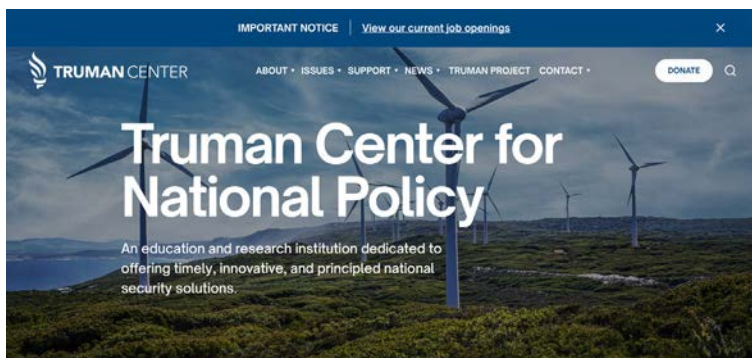 IMPORTANT NOTICE View our current job openings
TRUMAN CENTER ABOUT ISSUES SUPPORT NEWS TRUMAN PROJECT CONTACT DONATE
Truman Center for
National Policy
An education and research institution dedicated to
offering timely, innovative, and principled national
security solutions.